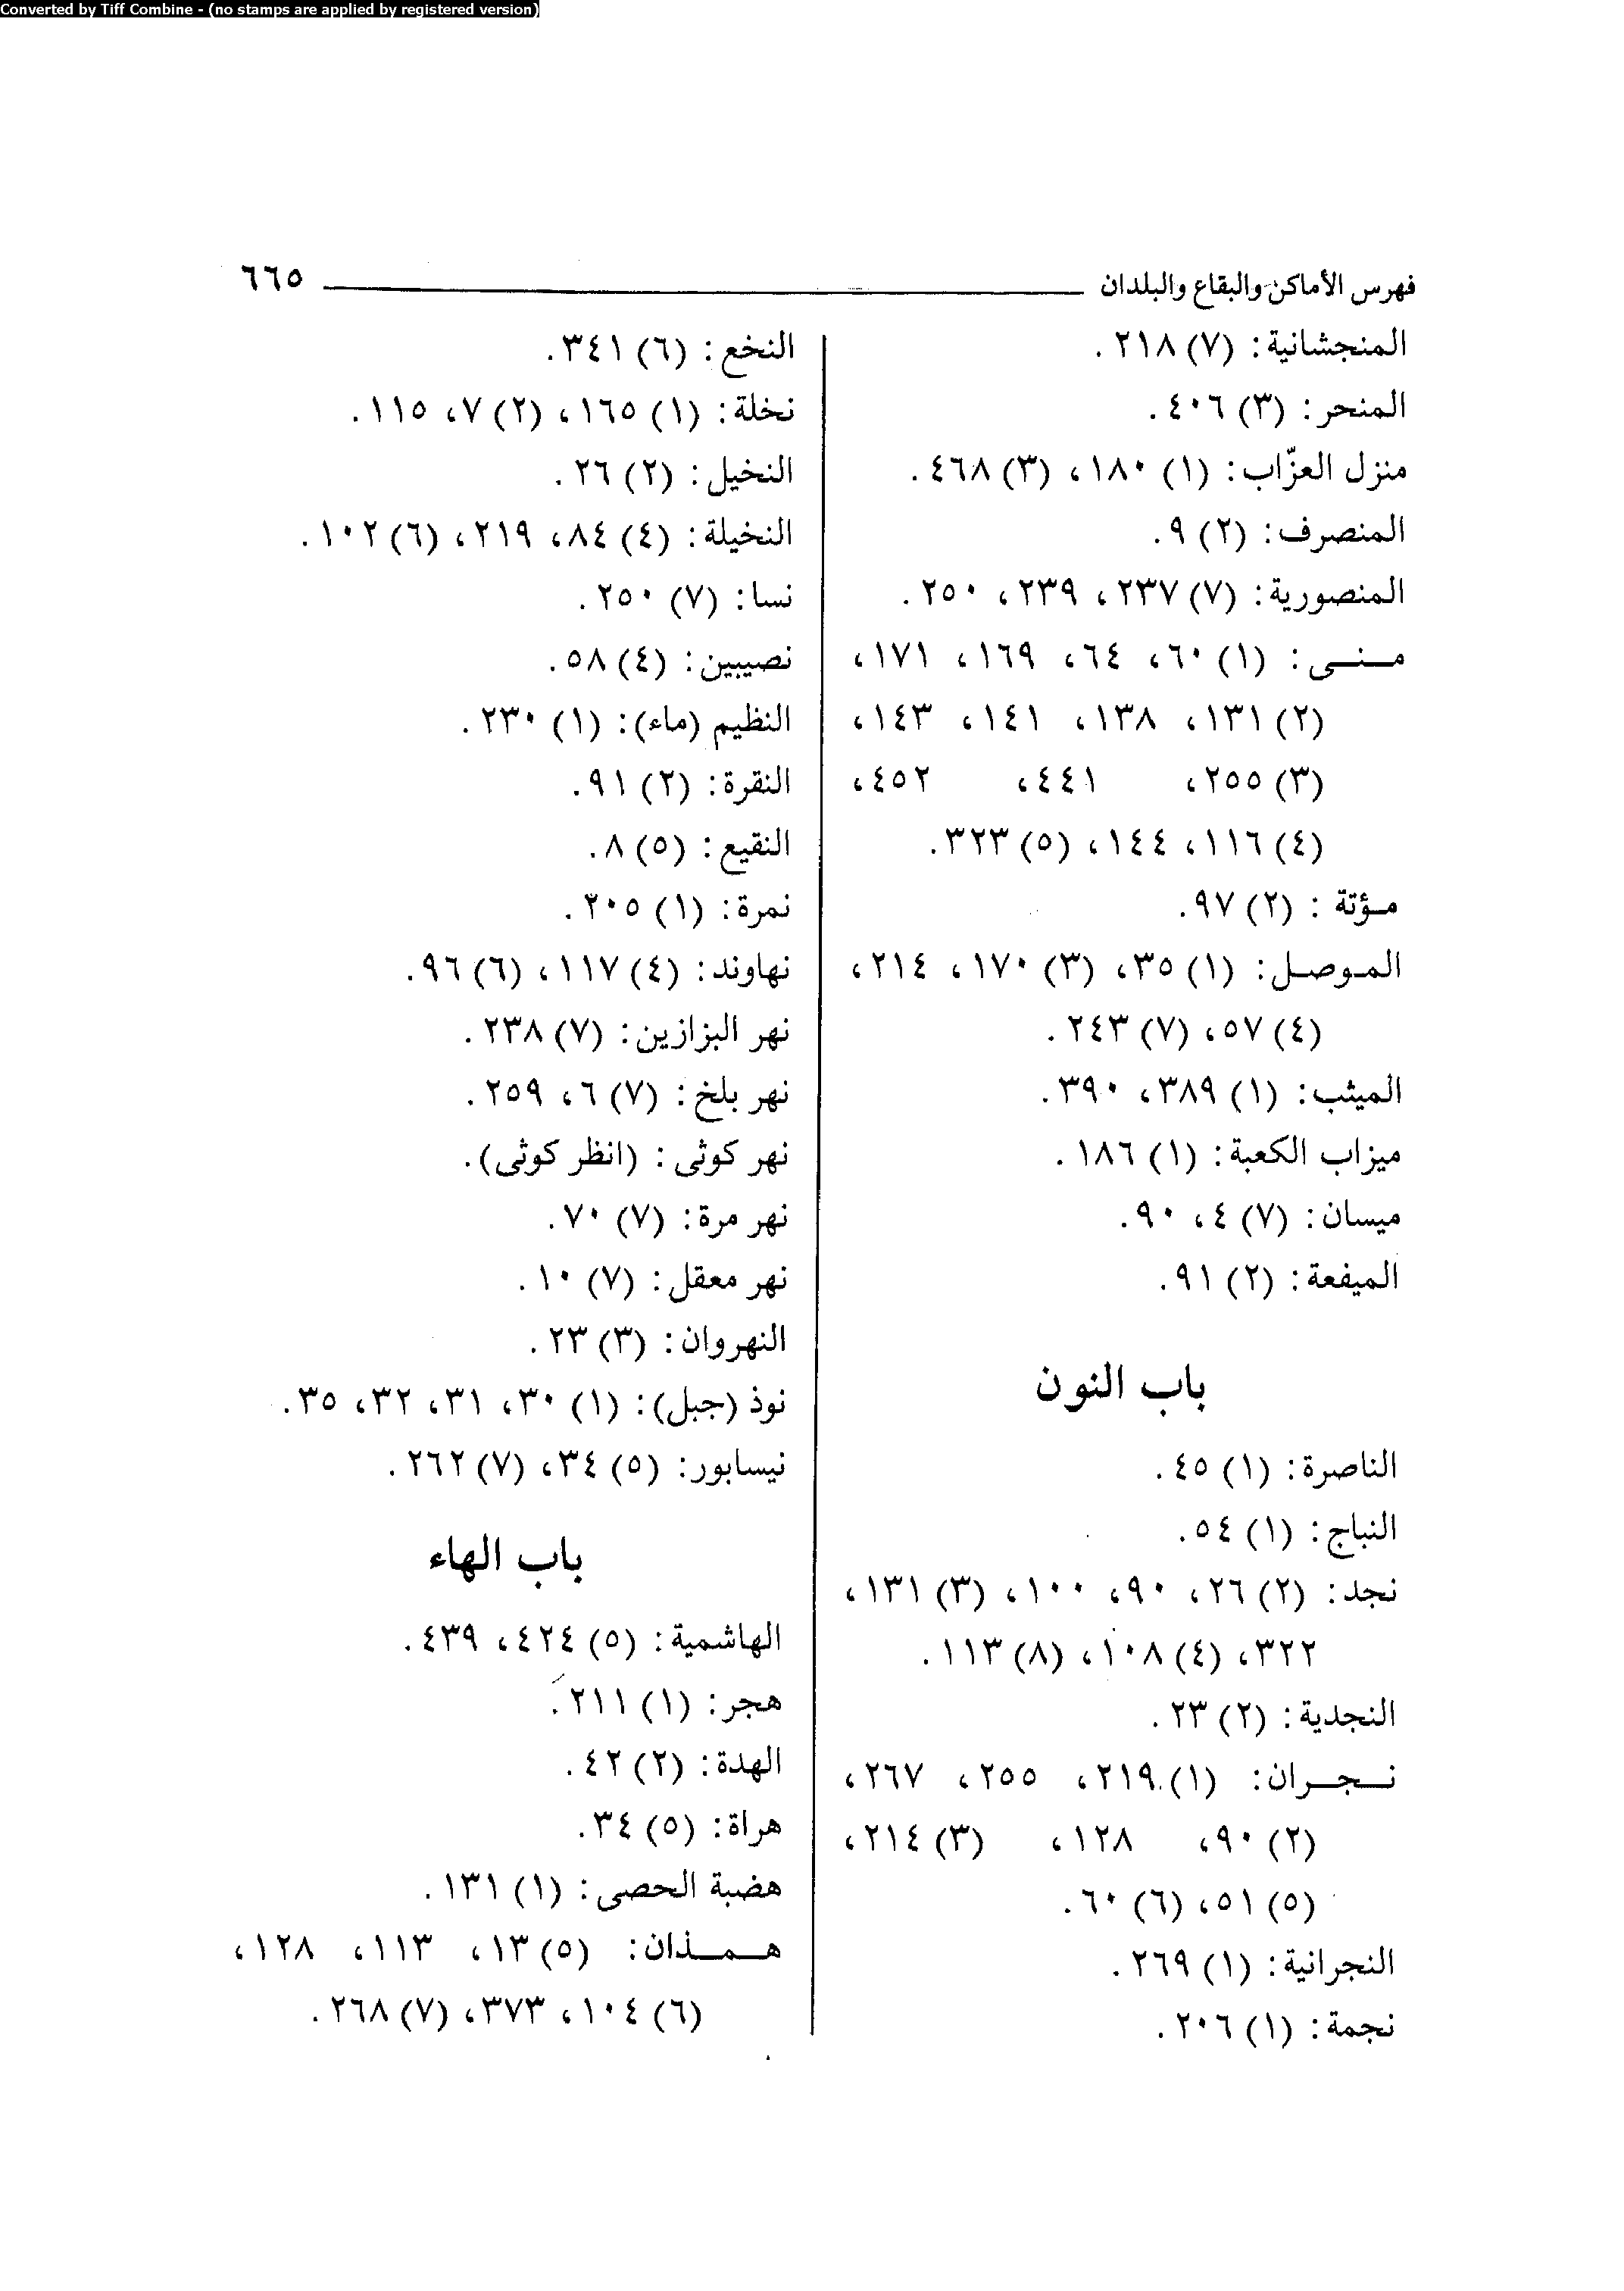 Converted by Tiff Combine - (no stamps are applied by registered version)
فهرس الأماكن والبقاع والبلدان ٦٦٥
المنجشانية: (٧) ٢١٨.
المنحر: (٣) ٤٠٦.
منزل العزّاب: (١) ١٨٠، (٣) ٤٦٨.
المنصرف: (٢) ٩.
المنصورية: (٧) ٢٣٧، ٢٣٩، ٢٥٠.
منى: (١) ٦٠، ٦٤، ١٦٩، ١٧١،
(٢) ١٣١، ١٣٨، ١٤١، ١٤٣،
(٣) ٢٥٥، ٤٤١، ٤٥٢،
(٤) ١١٦، ١٤٤، (٥) ٣٢٣.
مؤتة : (٢) ٩٧.
الموصل: (١) ٣٥، (٣) ١٧٠، ٢١٤،
(٤) ٥٧، (٧) ٢٤٣.
الميثب: (١) ٣٨٩، ٣٩٠.
ميزاب الكعبة: (١) ١٨٦.
ميسان: (٧) ٤، ٩٠.
الميفعة: (٢) ٩١.
باب النون
الناصرة: (١) ٤٥.
النباج: (١) ٥٤.
نجد: (٢) ٢٦، ٩٠، ١٠٠، (٣) ١٣١،
٣٢٢، (٤) ١٠٨، (٨) ١١٣.
النجدية: (٢) ٢٣.
نجران: (١) ٢١٩، ٢٥٥، ٢٦٧،
(٢) ٩٠، ١٢٨، (٣) ٢١٤،
(٥) ٥١، (٦) ٦٠.
النجرانية: (١) ٢٦٩.
نجمة: (١) ٢٠٦.
النخع: (٦) ٣٤١.
نخلة: (١) ١٦٥، (٢) ٧، ١١٥.
النخيل: (٢) ٢٦.
النخيلة: (٤) ٨٤، ٢١٩، (٦) ١٠٢.
نسا: (٧) ٢٥٠.
نصيبين: (٤) ٥٨.
النظيم (ماء): (١) ٢٣٠.
النقرة: (٢) ٩١.
النقيع: (٥) ٨.
نمرة: (١) ٢٠٥.
نهاوند: (٤) ١١٧، (٦) ٩٦.
نهر البزازين: (٧) ٢٣٨.
نهر بلخ: (٧) ٦، ٢٥٩.
نهر كوثى: (انظر كوثى).
نهر مرة: (٧) ٧٠.
نهر معقل: (٧) ١٠.
النهروان: (٣) ٢٣.
نوذ (جبل): (١) ٣٠، ٣١، ٣٢، ٣٥.
نيسابور: (٥) ٣٤، (٧) ٢٦٢.
باب الهاء
الهاشمية: (٥) ٤٢٤، ٤٣٩.
هجر: (١) ٢١١.
الهدة: (٢) ٤٢.
هراة: (٥) ٣٤.
هضبة الحصى: (١) ١٣١.
همذان: (٥) ١٣، ١١٣، ١٢٨،
(٦) ١٠٤، ٣٧٣، (٧) ٢٦٨.